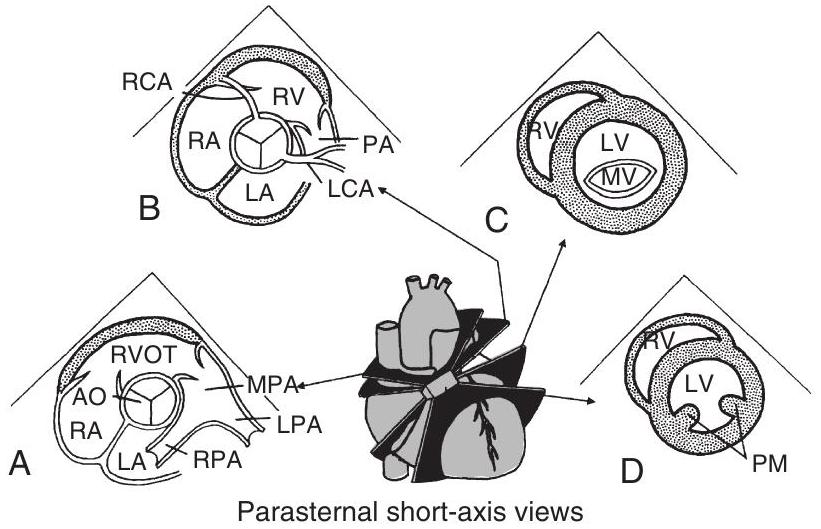 RCA
RV
RA
PA
LA
LCA
B
RV
LV
MV
C
RVOT
AO
MPA
RA
LPA
LA
RPA
A
RV
LV
PM
D
Parasternal short-axis views